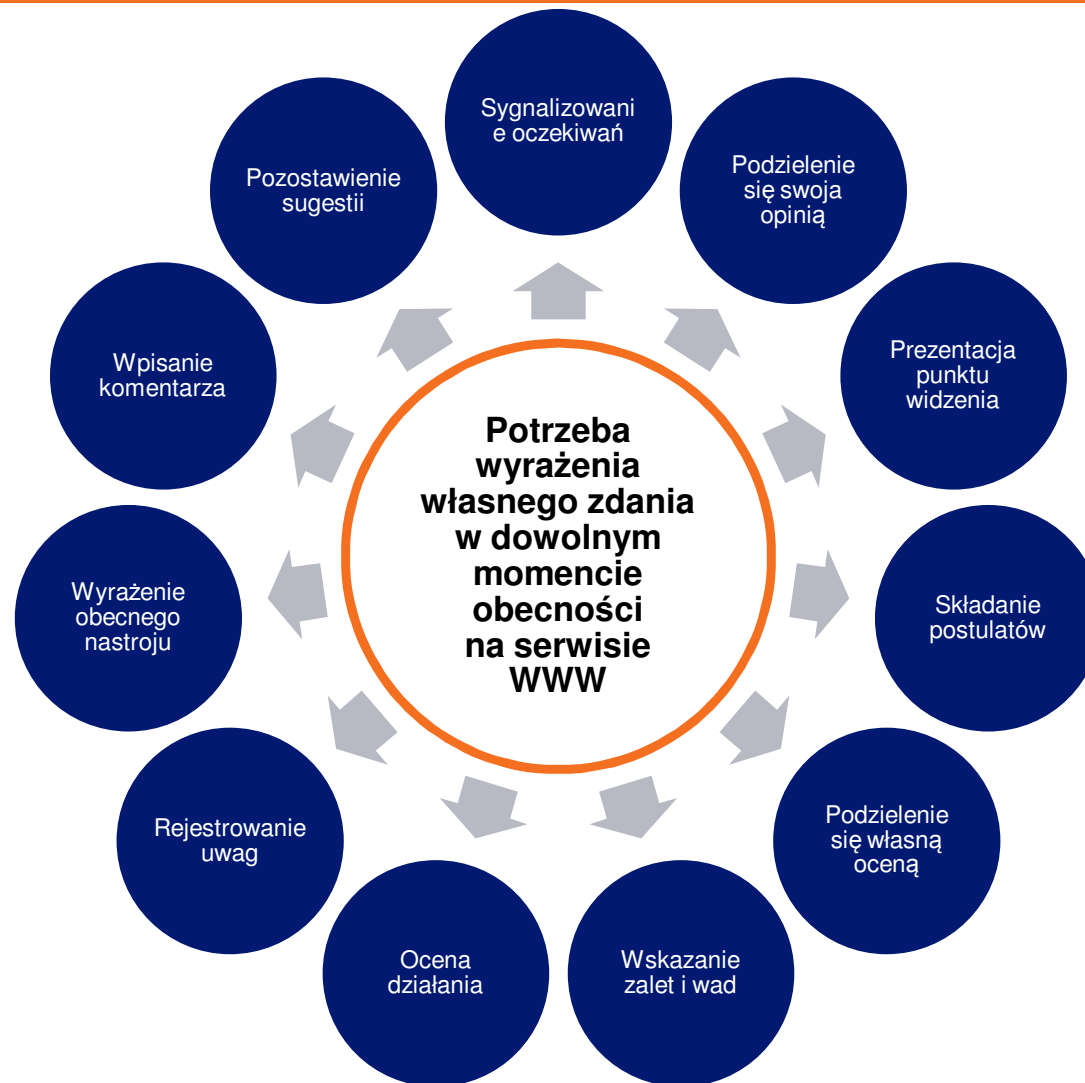 Sygnalizowani
e oczekiwań
Podzielenie
się swoja
opinią
Prezentacja
punktu
widzenia
Składanie
postulatów
Podzielenie
się własną
oceną
Wskazanie
zalet i wad
Ocena
działania
Rejestrowanie
uwag
Wyrażenie
obecnego
nastroju
Wpisanie
komentarza
Pozostawienie
sugestii
Potrzeba
wyrażenia
własnego zdania
w dowolnym
momencie
obecności
na serwisie
WWW